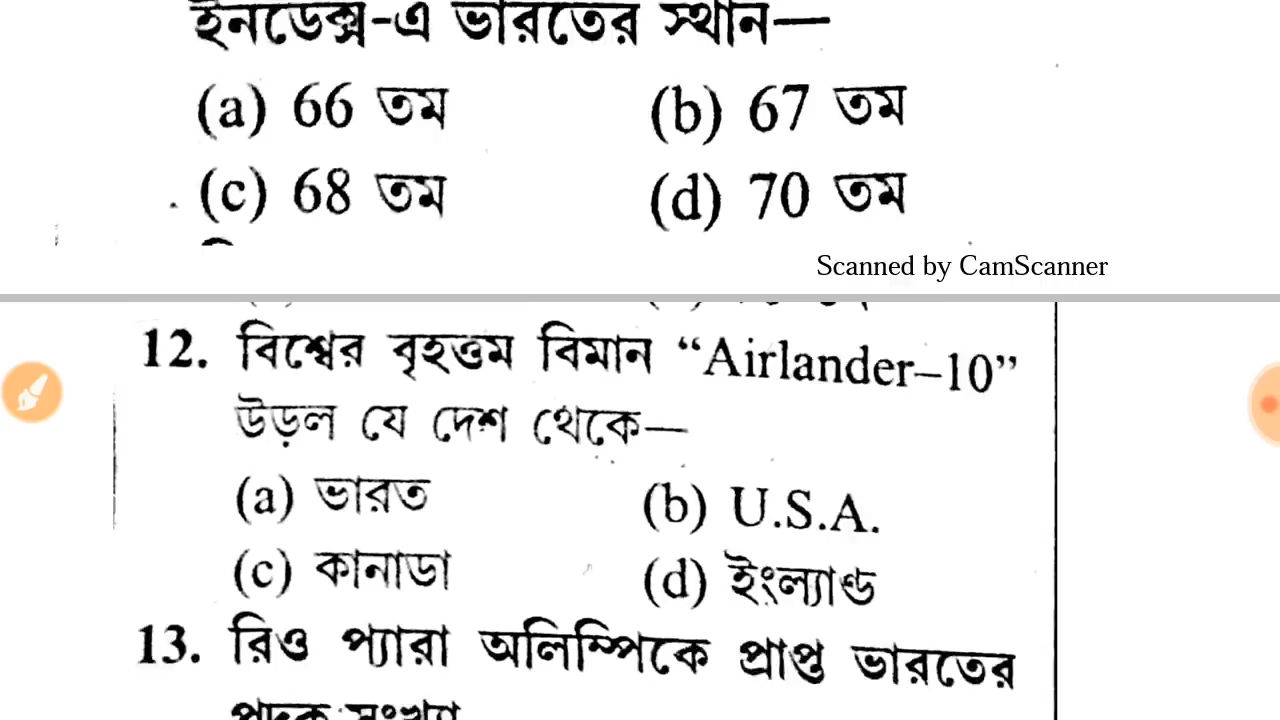 ইনডেক্স-এ ভারতের স্থান—
(a) 66 তম (b) 67 তম
(c) 68 তম (d) 70 তম
Scanned by CamScanner
12. বিশ্বের বৃহত্তম বিমান “Airlander–10”
উড়ল যে দেশ থেকে—
(a) ভারত (b) U.S.A.
(c) কানাডা (d) ইংল্যাণ্ড
13. রিও প্যারা অলিম্পিকে প্রাপ্ত ভারতের
পদক সংখ্যা